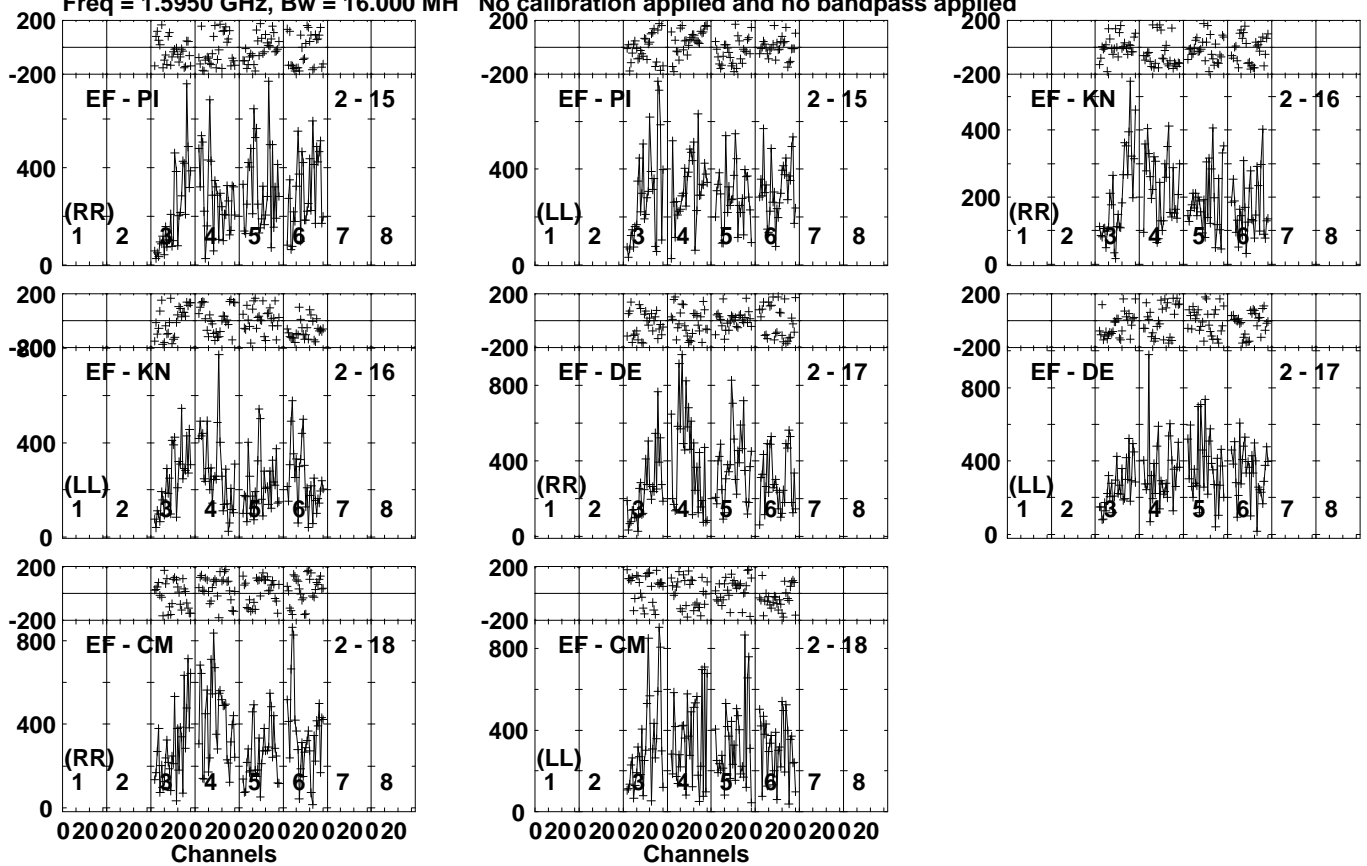 Freq = 1.5950 GHz, Bw = 16.000 MH No calibration applied and no bandpass applied
200
-200
EF - PI 2 - 15
400
(RR)
1 2 3 4 5 6 7 8
0
200
-200
EF - PI 2 - 15
400
(LL)
1 2 3 4 5 6 7 8
0
200
-200
EF - KN 2 - 16
400
200
(RR)
1 2 3 4 5 6 7 8
0
200
-200
800
EF - KN 2 - 16
400
(LL)
1 2 3 4 5 6 7 8
0
200
-200
EF - DE 2 - 17
800
400
(RR)
1 2 3 4 5 6 7 8
0
200
-200
EF - DE 2 - 17
800
400
(LL)
1 2 3 4 5 6 7 8
0
200
-200
800
EF - CM 2 - 18
400
(RR)
1 2 3 4 5 6 7 8
0
0 20 0 20 0 20 0 20 0 20 0 20 0 20 0 20
Channels
200
-200
800
EF - CM 2 - 18
400
(LL)
1 2 3 4 5 6 7 8
0
0 20 0 20 0 20 0 20 0 20 0 20 0 20 0 20
Channels